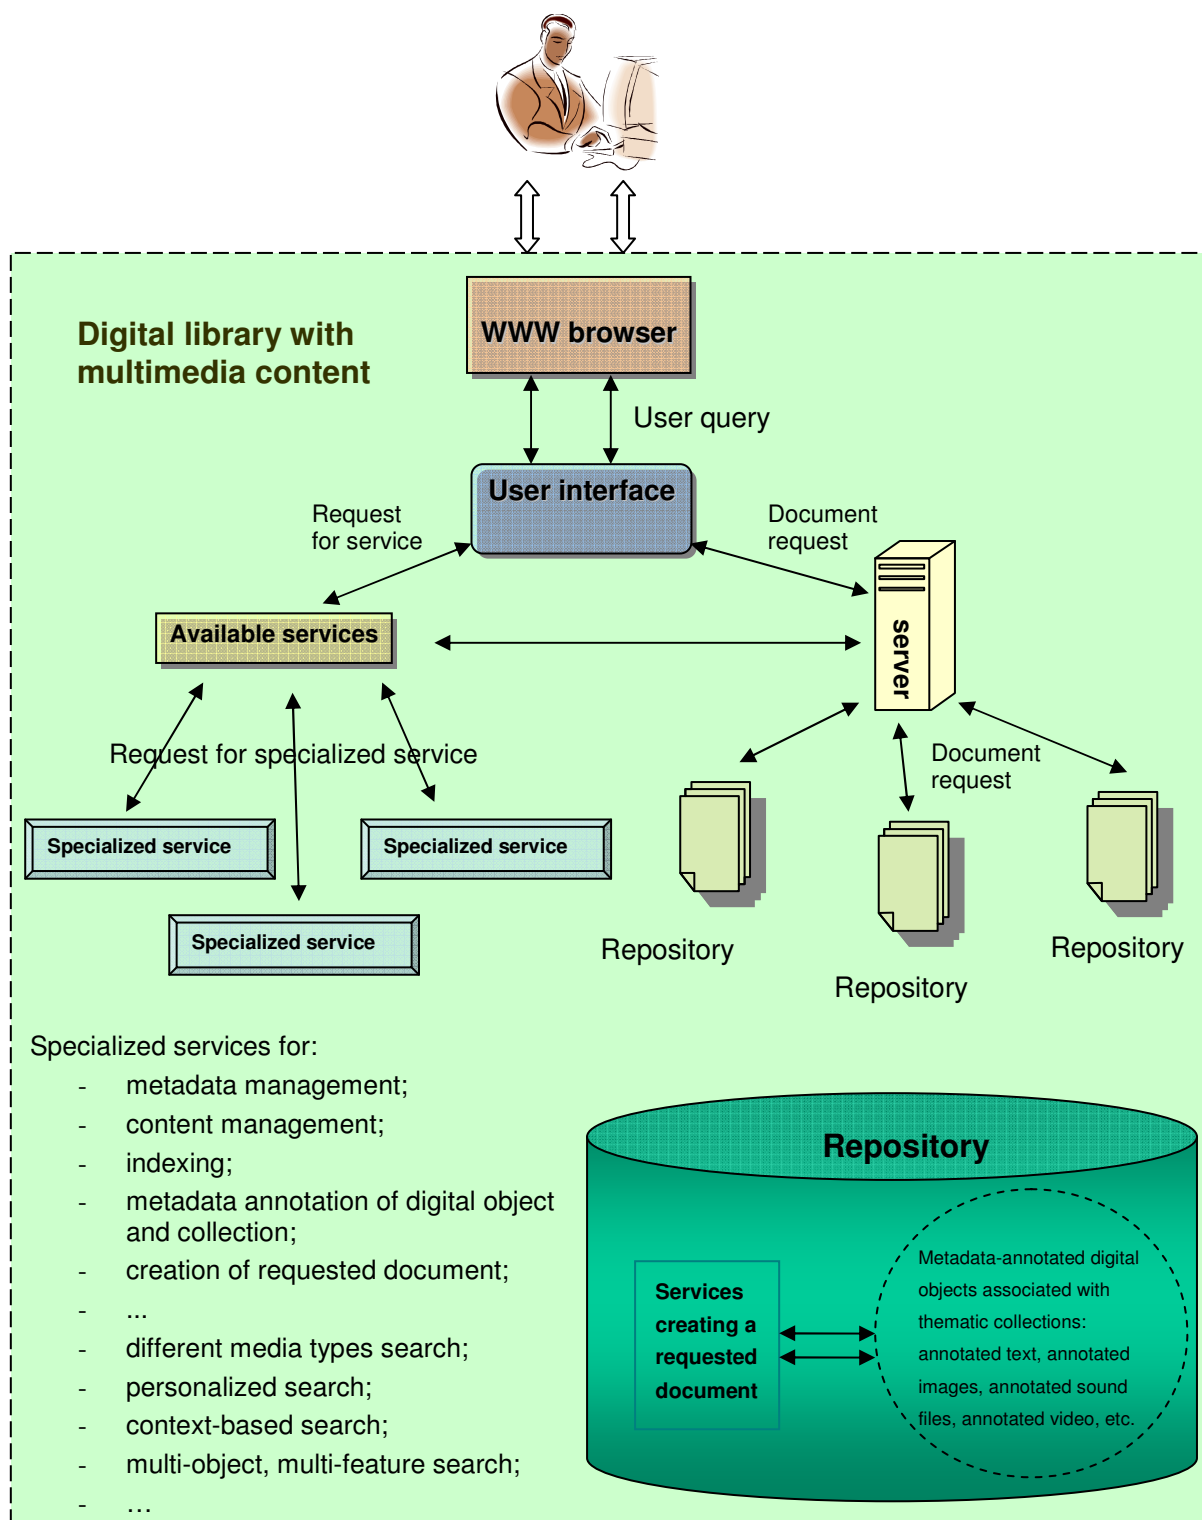 WWW browser
Digital library with
multimedia content
User query
User interface
Request
for service
Document
request
Available services
server
Request for specialized service
Document
request
Specialized service
Specialized service
Specialized service
Repository
Repository
Repository
Specialized services for:
- metadata management;
- content management;
- indexing;
- metadata annotation of digital object
and collection;
- creation of requested document;
- ...
- different media types search;
- personalized search;
- context-based search;
- multi-object, multi-feature search;
- …
Repository
Services
creating a
requested
document
Metadata-annotated digital
objects associated with
thematic collections:
annotated text, annotated
images, annotated sound
files, annotated video, etc.